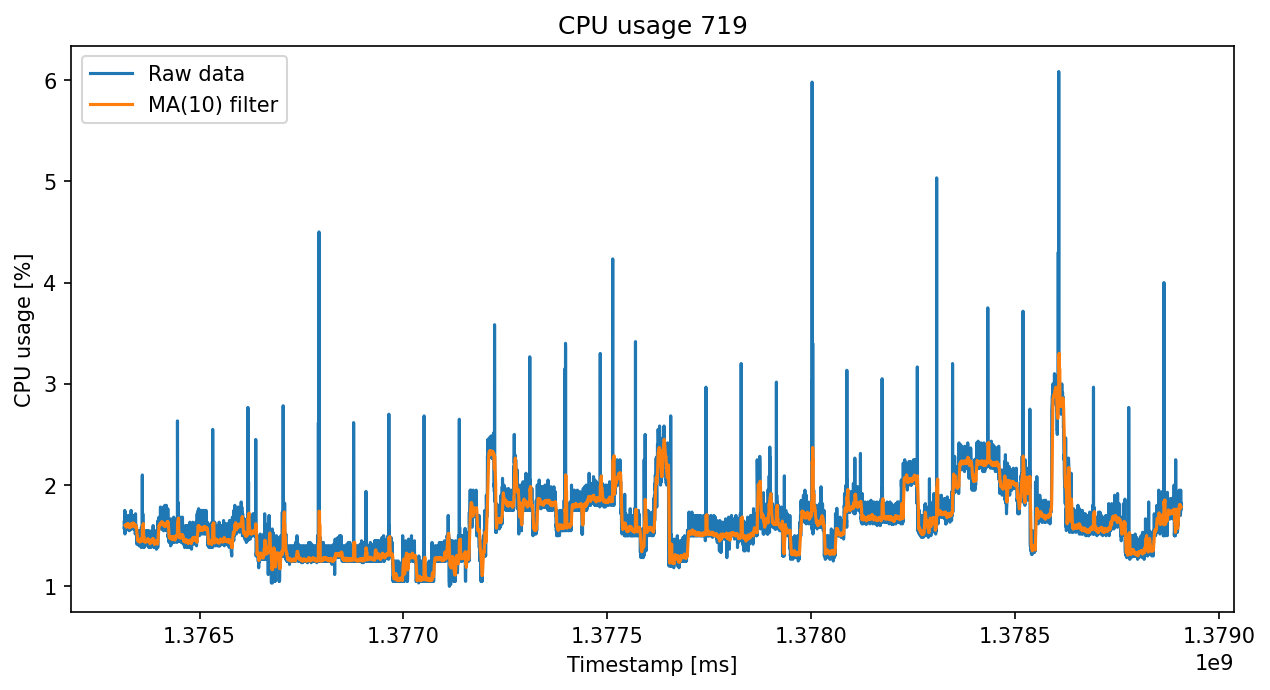 CPU usage 719
Raw data
MA(10) filter
CPU usage [%]
6
5
4
3
2
1
1.3765 1.3770 1.3775 1.3780 1.3785 1.3790
1e9
Timestamp [ms]